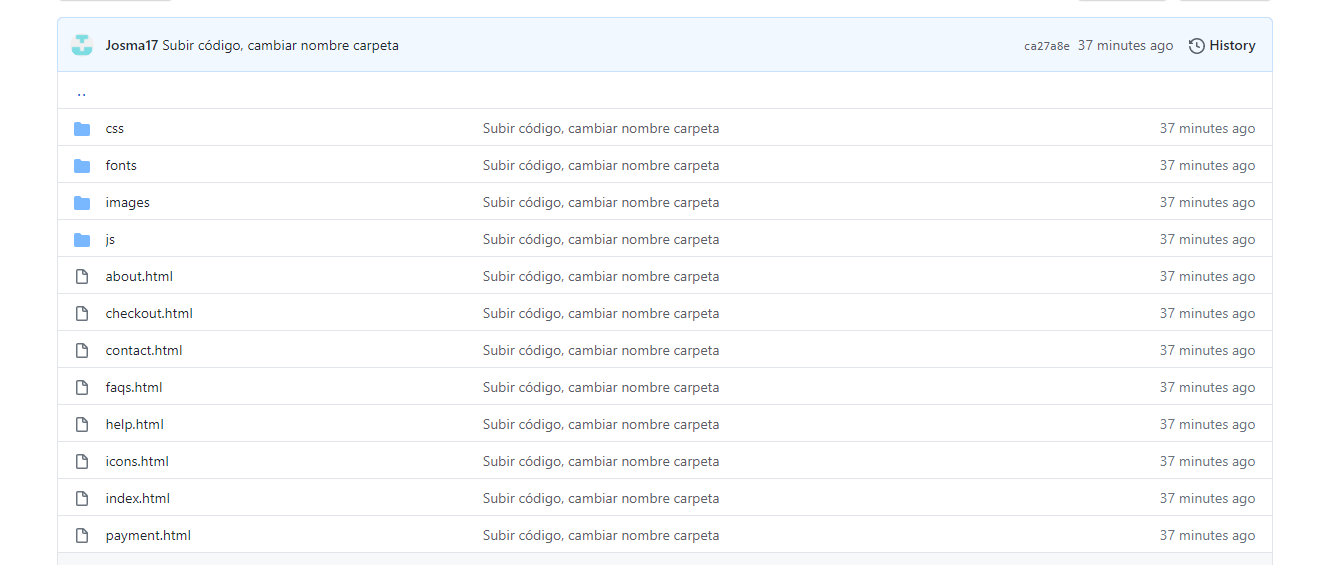 Josma17 Subir código, cambiar nombre carpeta ca27a8e 37 minutes ago History
..
css Subir código, cambiar nombre carpeta 37 minutes ago
fonts Subir código, cambiar nombre carpeta 37 minutes ago
images Subir código, cambiar nombre carpeta 37 minutes ago
js Subir código, cambiar nombre carpeta 37 minutes ago
about.html Subir código, cambiar nombre carpeta 37 minutes ago
checkout.html Subir código, cambiar nombre carpeta 37 minutes ago
contact.html Subir código, cambiar nombre carpeta 37 minutes ago
faqs.html Subir código, cambiar nombre carpeta 37 minutes ago
help.html Subir código, cambiar nombre carpeta 37 minutes ago
icons.html Subir código, cambiar nombre carpeta 37 minutes ago
index.html Subir código, cambiar nombre carpeta 37 minutes ago
payment.html Subir código, cambiar nombre carpeta 37 minutes ago